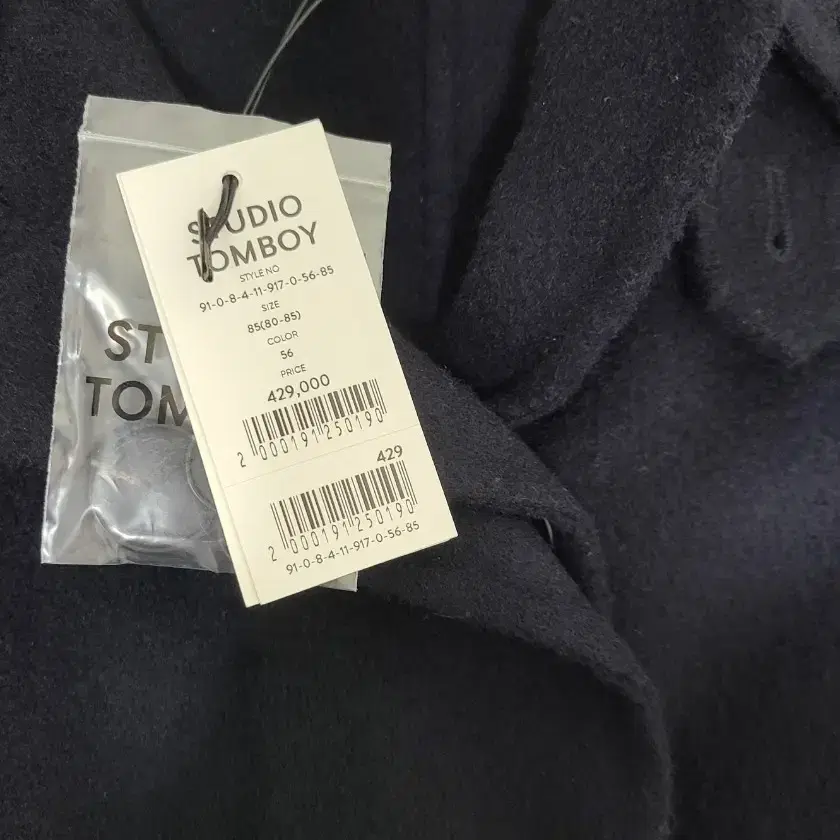 STUDIO
TOMBOY
STYLE NO
91-0-8-4-11-917-0-56-85
SIZE
85(80-85)
COLOR
56
PRICE
429,000
2 000191 250190
429
2 000191 250190
91-0-8-4-11-917-0-56-85
ST
TOM